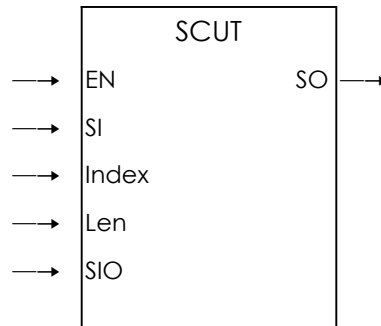 SCUT
EN SO
SI
Index
Len
SIO